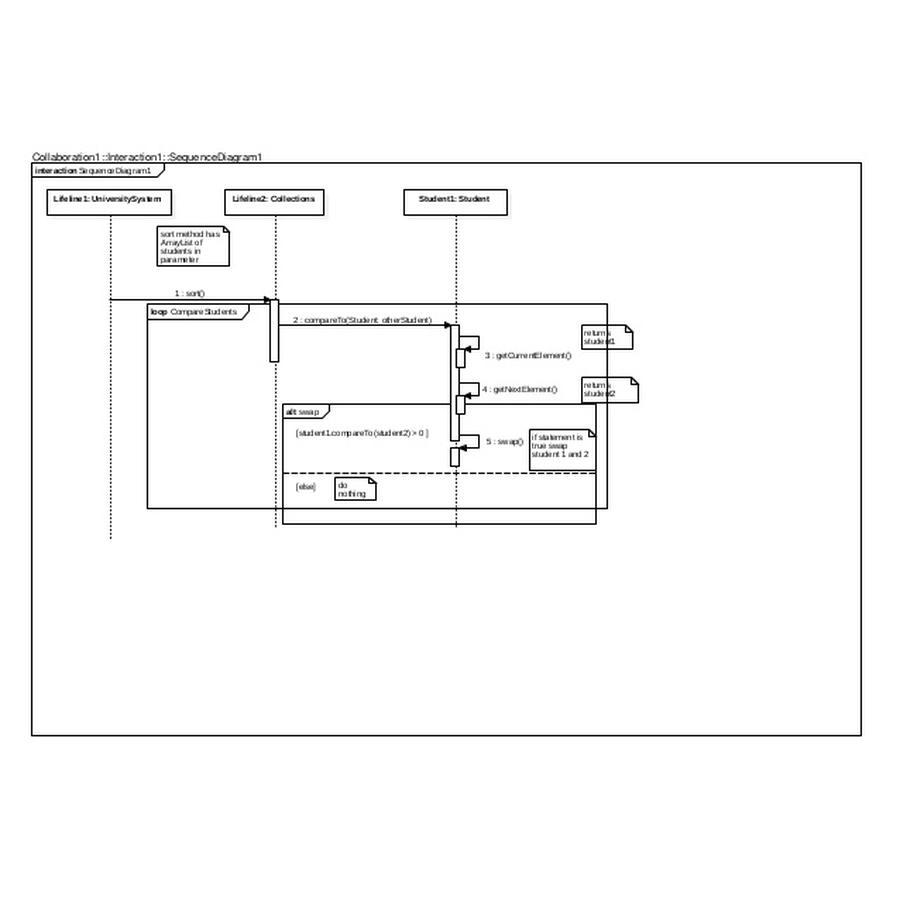 Collaboration1::Interaction1::SequenceDiagram1
interaction SequenceDiagram1
Lifeline1: UniversitySystem
Lifeline2: Collections
Student1: Student
sort method has
ArrayList of
students in
parameter
1 : sort()
loop CompareStudents
2 : compareTo(Student otherStudent)
returns
student1
3 : getCurrentElement()
4 : getNextElement()
returns
student2
alt swap
[student1.compareTo(student2) > 0 ]
5 : swap()
if statement is
true swap
student 1 and 2
[else]
do
nothing